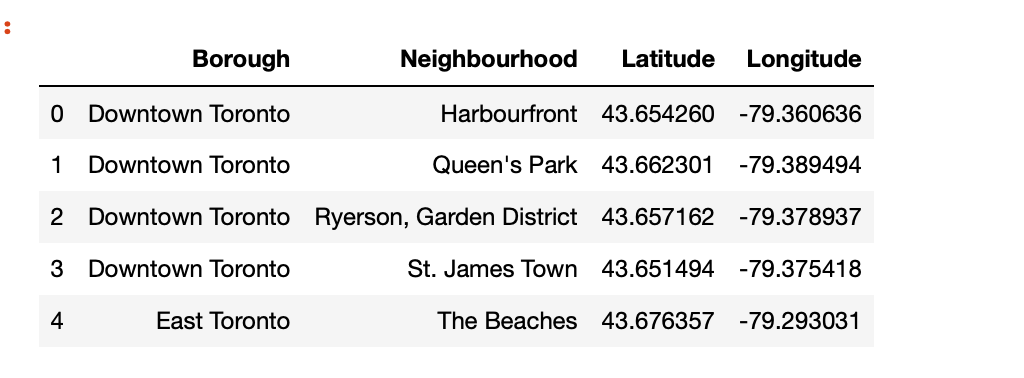 :
Borough Neighbourhood Latitude Longitude
0 Downtown Toronto Harbourfront 43.654260 -79.360636
1 Downtown Toronto Queen's Park 43.662301 -79.389494
2 Downtown Toronto Ryerson, Garden District 43.657162 -79.378937
3 Downtown Toronto St. James Town 43.651494 -79.375418
4 East Toronto The Beaches 43.676357 -79.293031